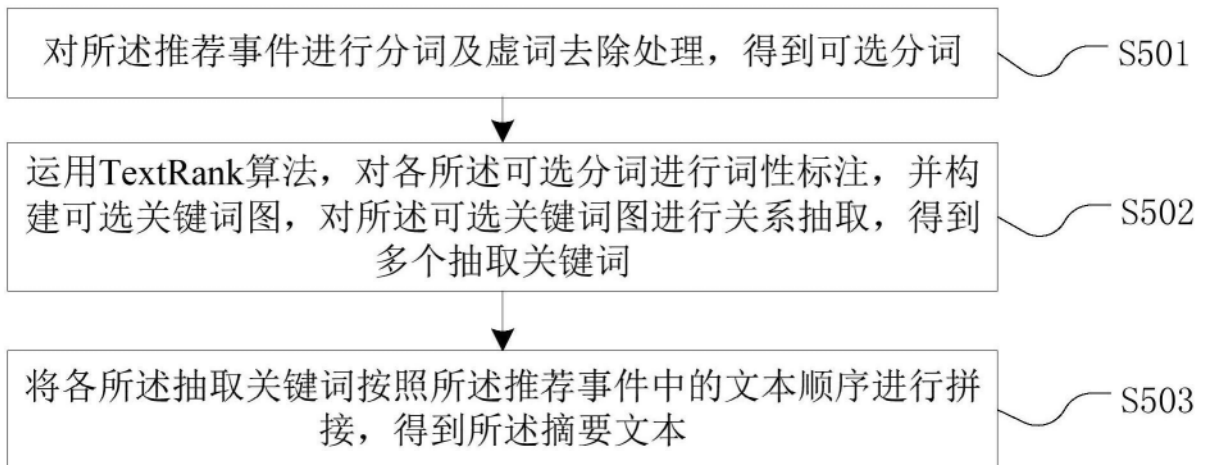 对所述推荐事件进行分词及虚词去除处理，得到可选分词
S501
运用TextRank算法，对各所述可选分词进行词性标注，并构
建可选关键词图，对所述可选关键词图进行关系抽取，得到
多个抽取关键词
S502
将各所述抽取关键词按照所述推荐事件中的文本顺序进行拼
接，得到所述摘要文本
S503